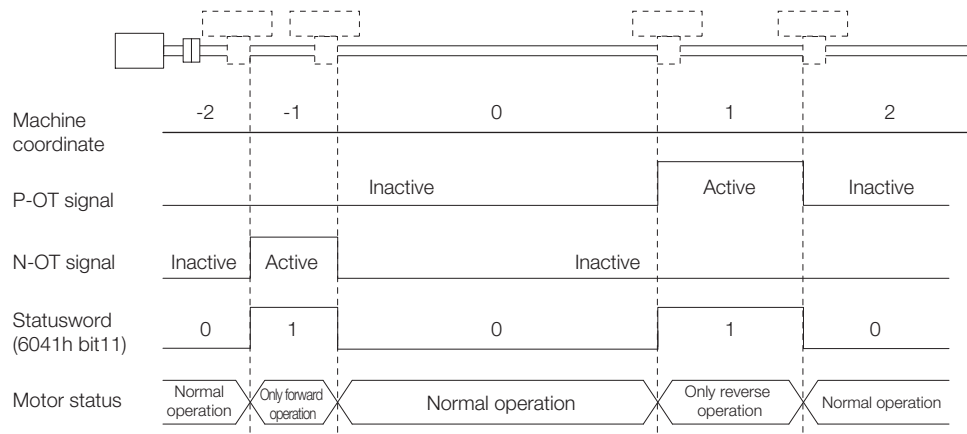 Machine coordinate -2 -1 0 1 2
P-OT signal Inactive Active Inactive
N-OT signal Inactive Active Inactive
Statusword (6041h bit11) 0 1 0 1 0
Motor status Normal operation Only forward operation Normal operation Only reverse operation Normal operation